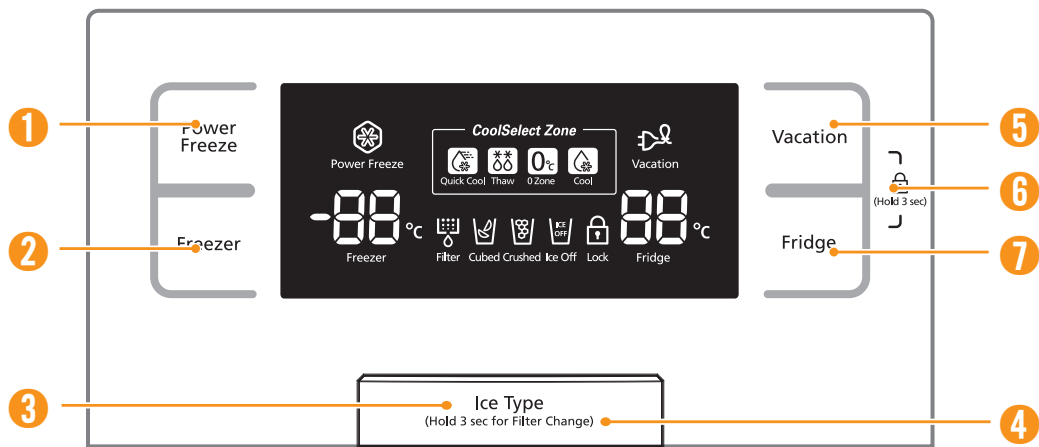 1
Power
Freeze
2
Freezer
Power Freeze
CoolSelect Zone
Quick Cool
Thaw
0°C
0 Zone
Cool
Vacation
-88°C
Freezer
Filter
Cubed
Crushed
ICE
OFF
Ice Off
Lock
88°C
Fridge
Vacation
5
(Hold 3 sec)
6
Fridge
7
3
Ice Type
(Hold 3 sec for Filter Change)
4